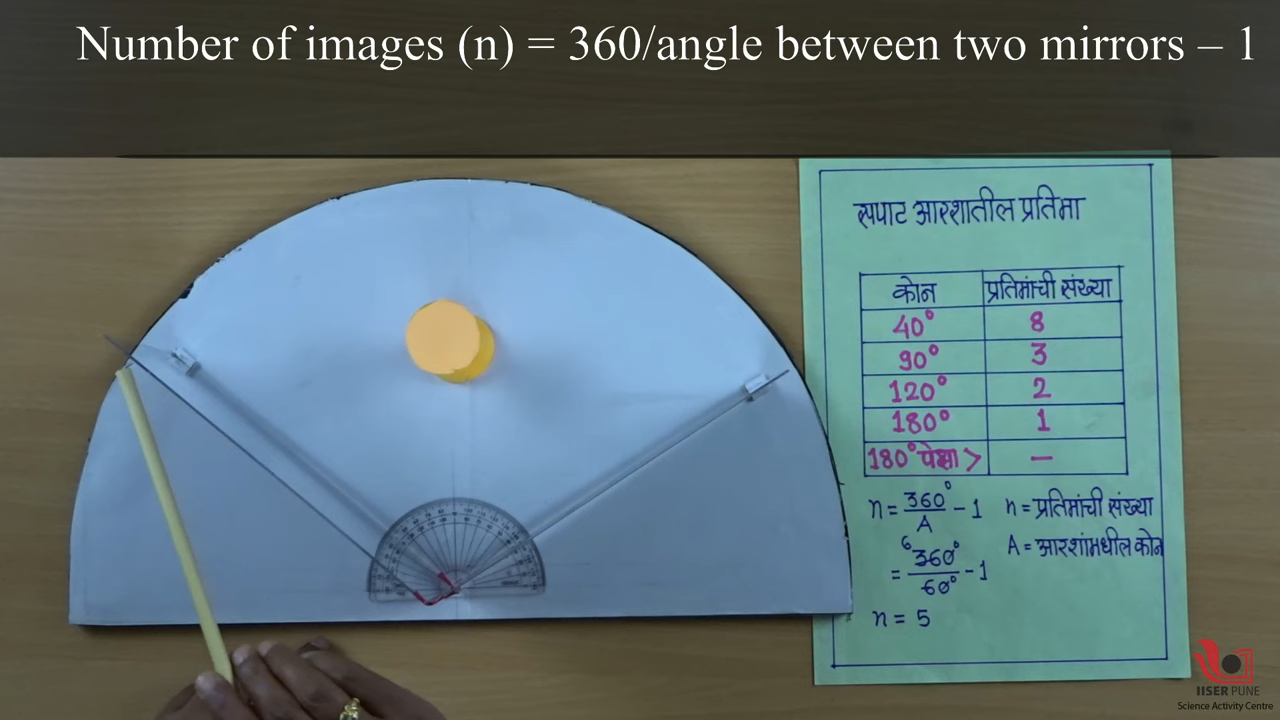 Number of images (n) = 360/angle between two mirrors – 1
सपाट आरशातील प्रतिमा
कोन प्रतिमांची संख्या
40° 8
90° 3
120° 2
180° 1
180° पेक्षा > —
n = 360°/A - 1 n = प्रतिमांची संख्या
A = आरशांमधील कोन
= 6 360°/60° - 1
n = 5
IISER PUNE
Science Activity Centre